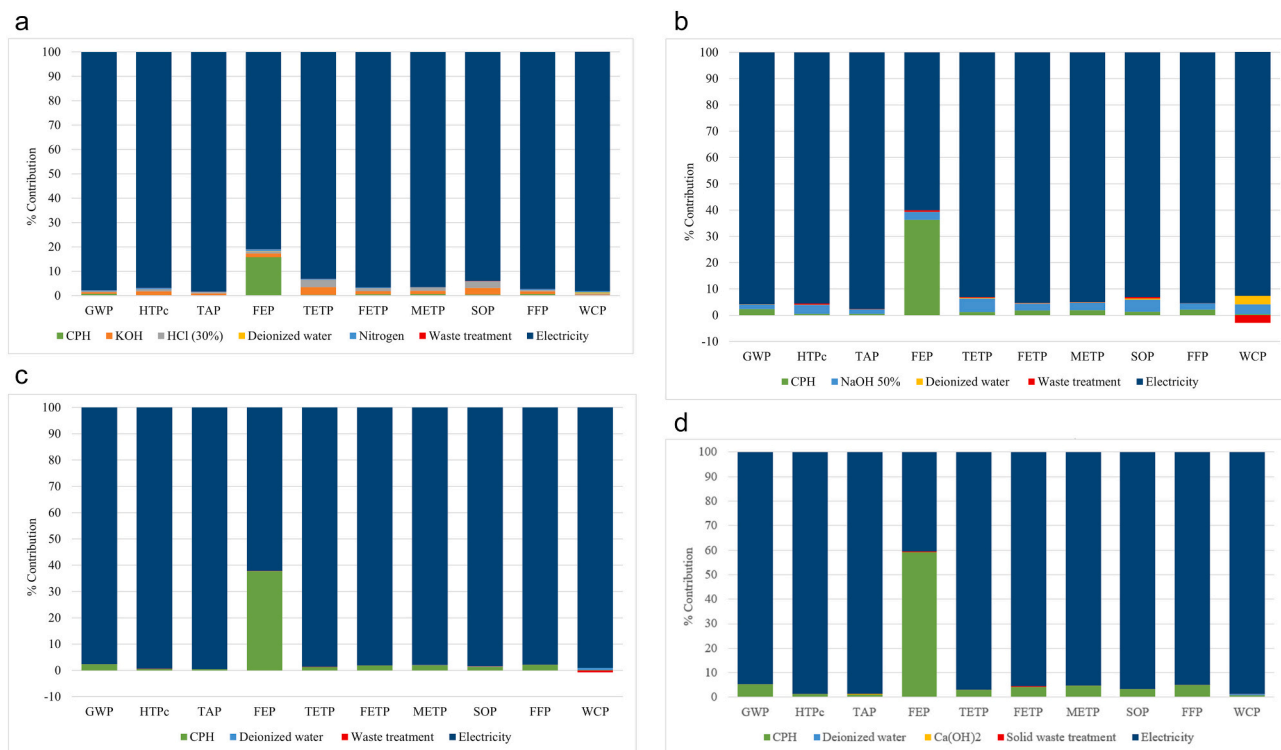 a
100
90
80
70
60
50
40
30
20
10
0
% Contribution
GWP HTPc TAP FEP TETP FETP METP SOP FFP WCP
CPH KOH HCl (30%) Deionized water Nitrogen Waste treatment Electricity
b
100
90
80
70
60
50
40
30
20
10
0
-10
% Contribution
GWP HTPc TAP FEP TETP FETP METP SOP FFP WCP
CPH NaOH 50% Deionized water Waste treatment Electricity
c
100
90
80
70
60
50
40
30
20
10
0
-10
% Contribution
GWP HTPc TAP FEP TETP FETP METP SOP FFP WCP
CPH Deionized water Waste treatment Electricity
d
100
90
80
70
60
50
40
30
20
10
0
% Contribution
GWP HTPc TAP FEP TETP FETP METP SOP FFP WCP
CPH Deionized water Ca(OH)2 Solid waste treatment Electricity